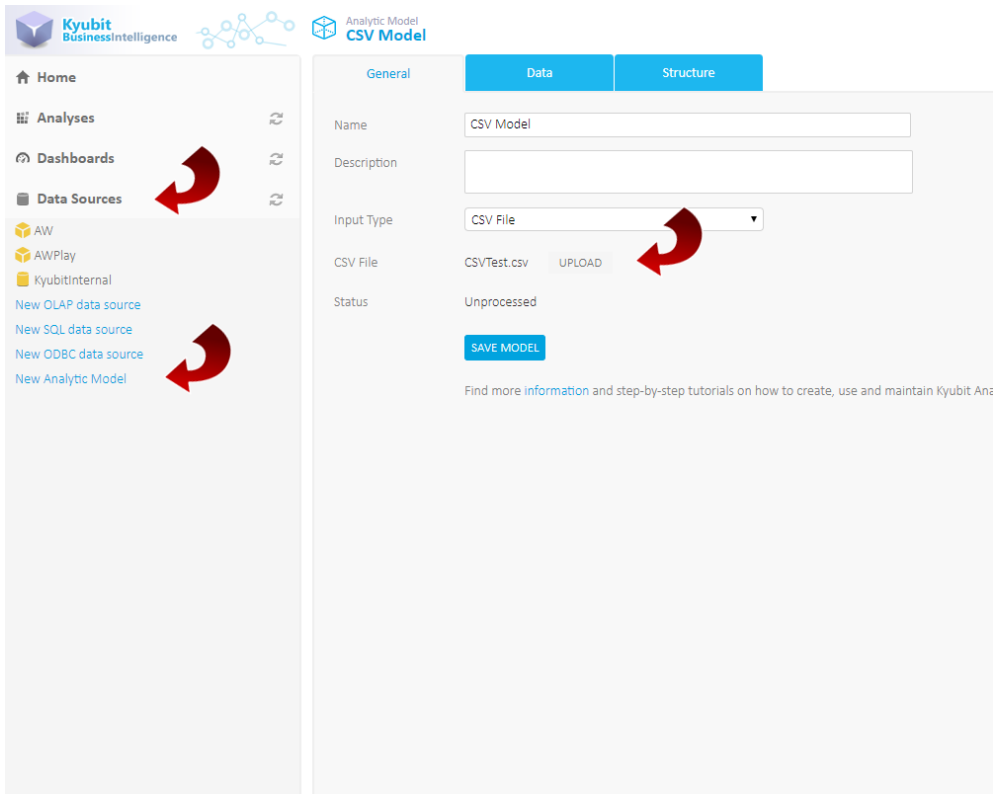 Kyubit
BusinessIntelligence
Analytic Model
CSV Model
Home
Analyses
Dashboards
Data Sources
AW
AWPlay
KyubitInternal
New OLAP data source
New SQL data source
New ODBC data source
New Analytic Model
General
Data
Structure
Name
CSV Model
Description
Input Type
CSV File
CSV File
CSVTest.csv
UPLOAD
Status
Unprocessed
SAVE MODEL
Find more information and step-by-step tutorials on how to create, use and maintain Kyubit Ana